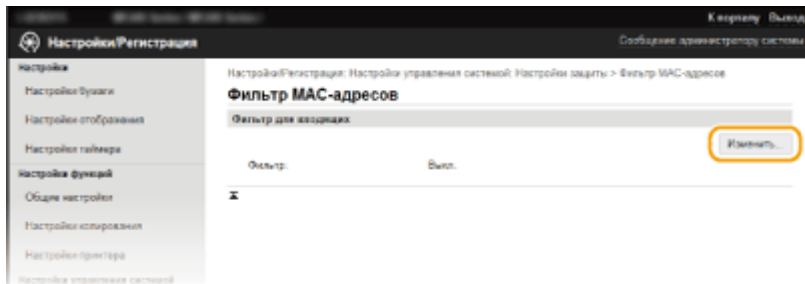 К порталу Выход
Настройки/Регистрация
Сообщение администратору системы
Настройки
Настройки бумаги
Настройки отображения
Настройки таймера
Настройки функций
Общие настройки
Настройки копирования
Настройки принтера
Настройки управления системой
Настройки/Регистрация: Настройки управления системой: Настройки защиты > Фильтр MAC-адресов
Фильтр MAC-адресов
Фильтр для входящих
Изменить...
Фильтр: Выкл.